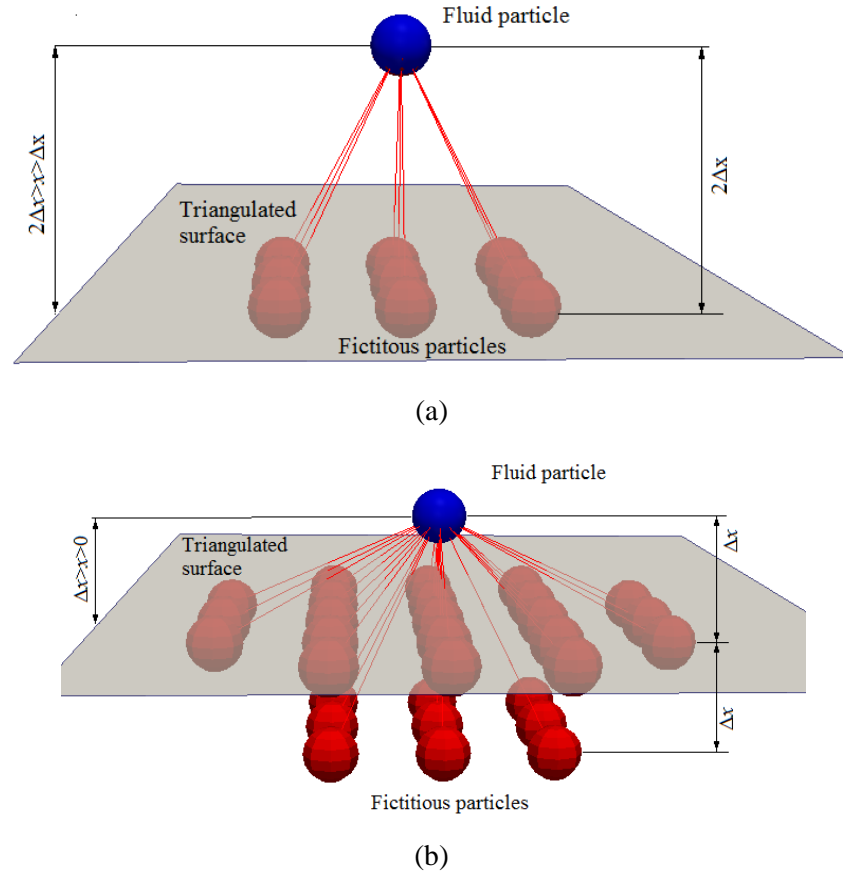 Fluid particle
2Δx>x>Δx
2Δx
Triangulated
surface
Fictitous particles
(a)
Fluid particle
Δx>x>0
Triangulated
surface
Δx
Δx
Fictitious particles
(b)